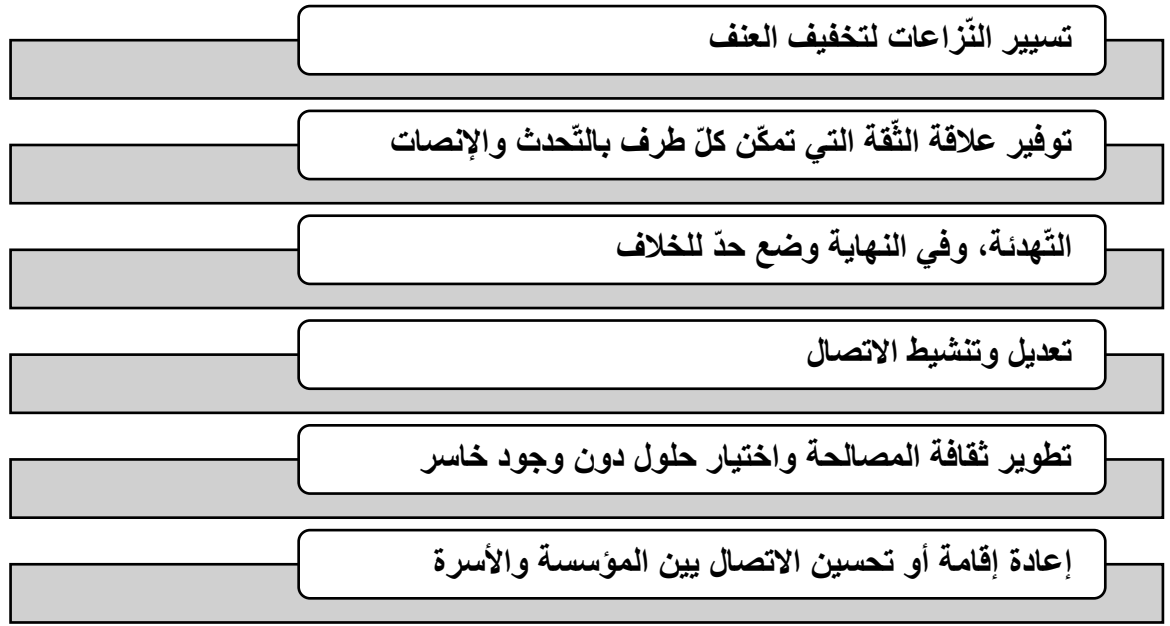 تسيير النّزاعات لتخفيف العنف
توفير علاقة الثّقة التي تمكّن كلّ طرف بالتّحدث والإنصات
التّهدئة، وفي النهاية وضع حدّ للخلاف
تعديل وتنشيط الاتصال
تطوير ثقافة المصالحة واختيار حلول دون وجود خاسر
إعادة إقامة أو تحسين الاتصال بين المؤسسة والأسرة